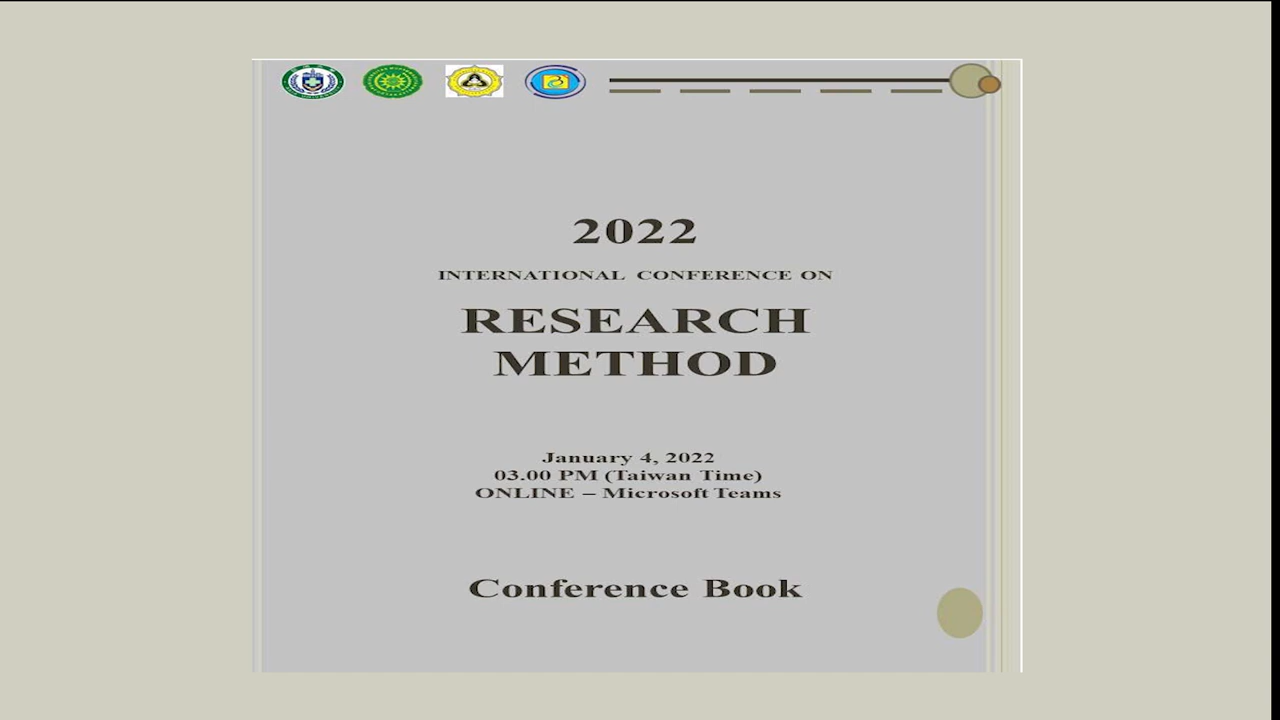 2022
INTERNATIONAL CONFERENCE ON
RESEARCH
METHOD
January 4, 2022
03.00 PM (Taiwan Time)
ONLINE – Microsoft Teams
Conference Book